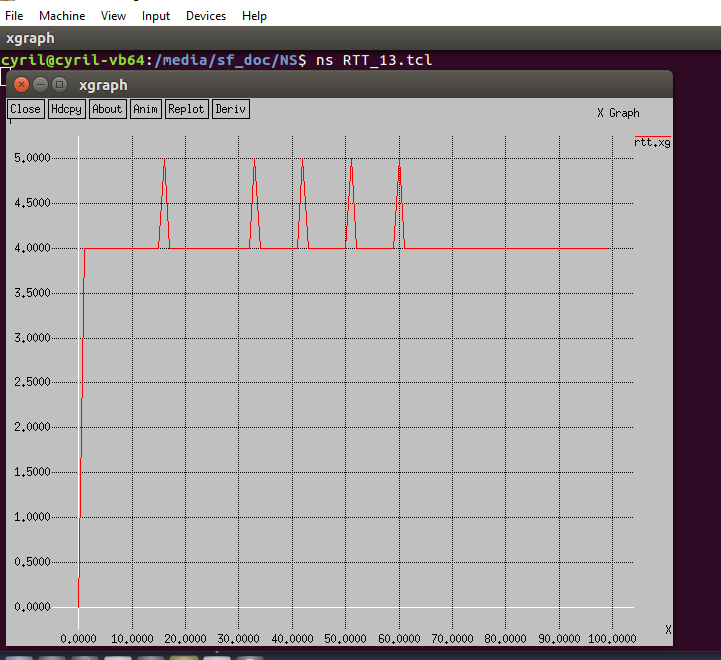 File Machine View Input Devices Help
xgraph
cyril@cyril-vb64:/media/sf_doc/NS$ ns RTT_13.tcl
xgraph
Close Hdcpy About Anim Replot Deriv
X Graph
rtt.xg
5.0000
4.5000
4.0000
3.5000
3.0000
2.5000
2.0000
1.5000
1.0000
0.5000
0.0000
X
0.0000 10.0000 20.0000 30.0000 40.0000 50.0000 60.0000 70.0000 80.0000 90.0000 100.0000